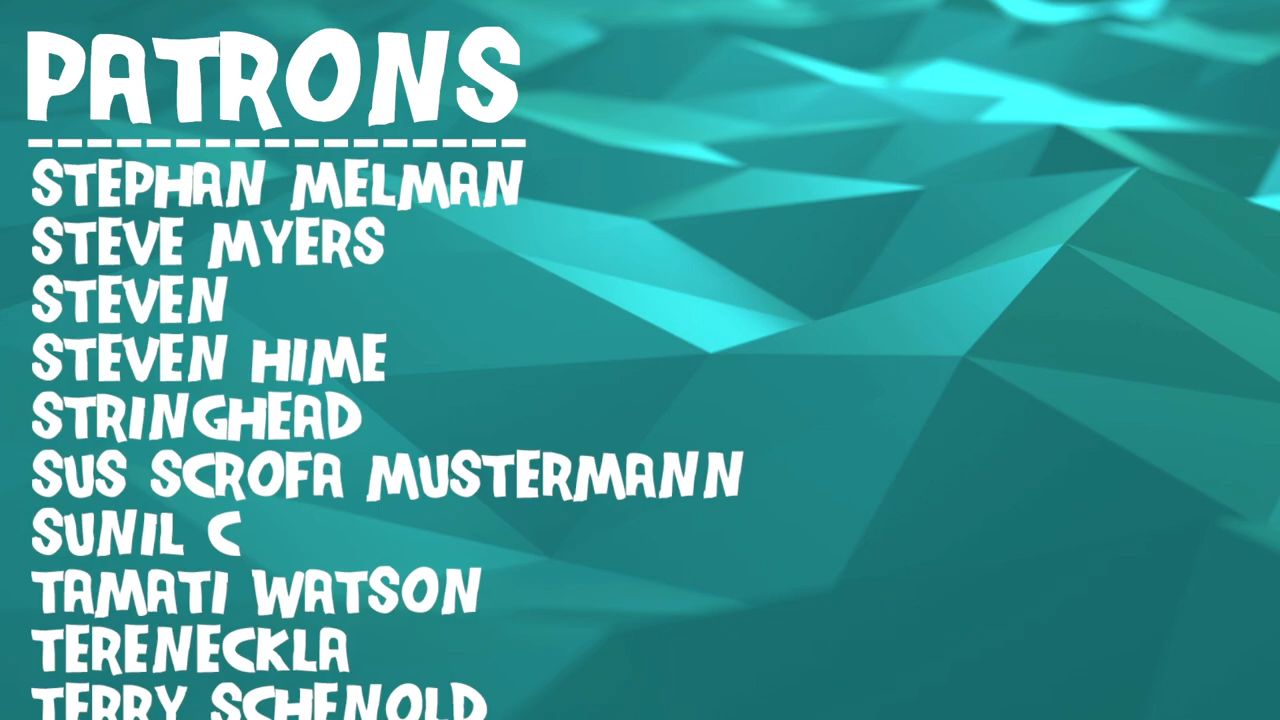 PATRONS
STEPHAN MELMAN
STEVE MYERS
STEVEN
STEVEN HIME
STRINGHEAD
SUS SCROFA MUSTERMANN
SUNIL C
TAMATI WATSON
TERENECKLA
TERRY SCHENOLD